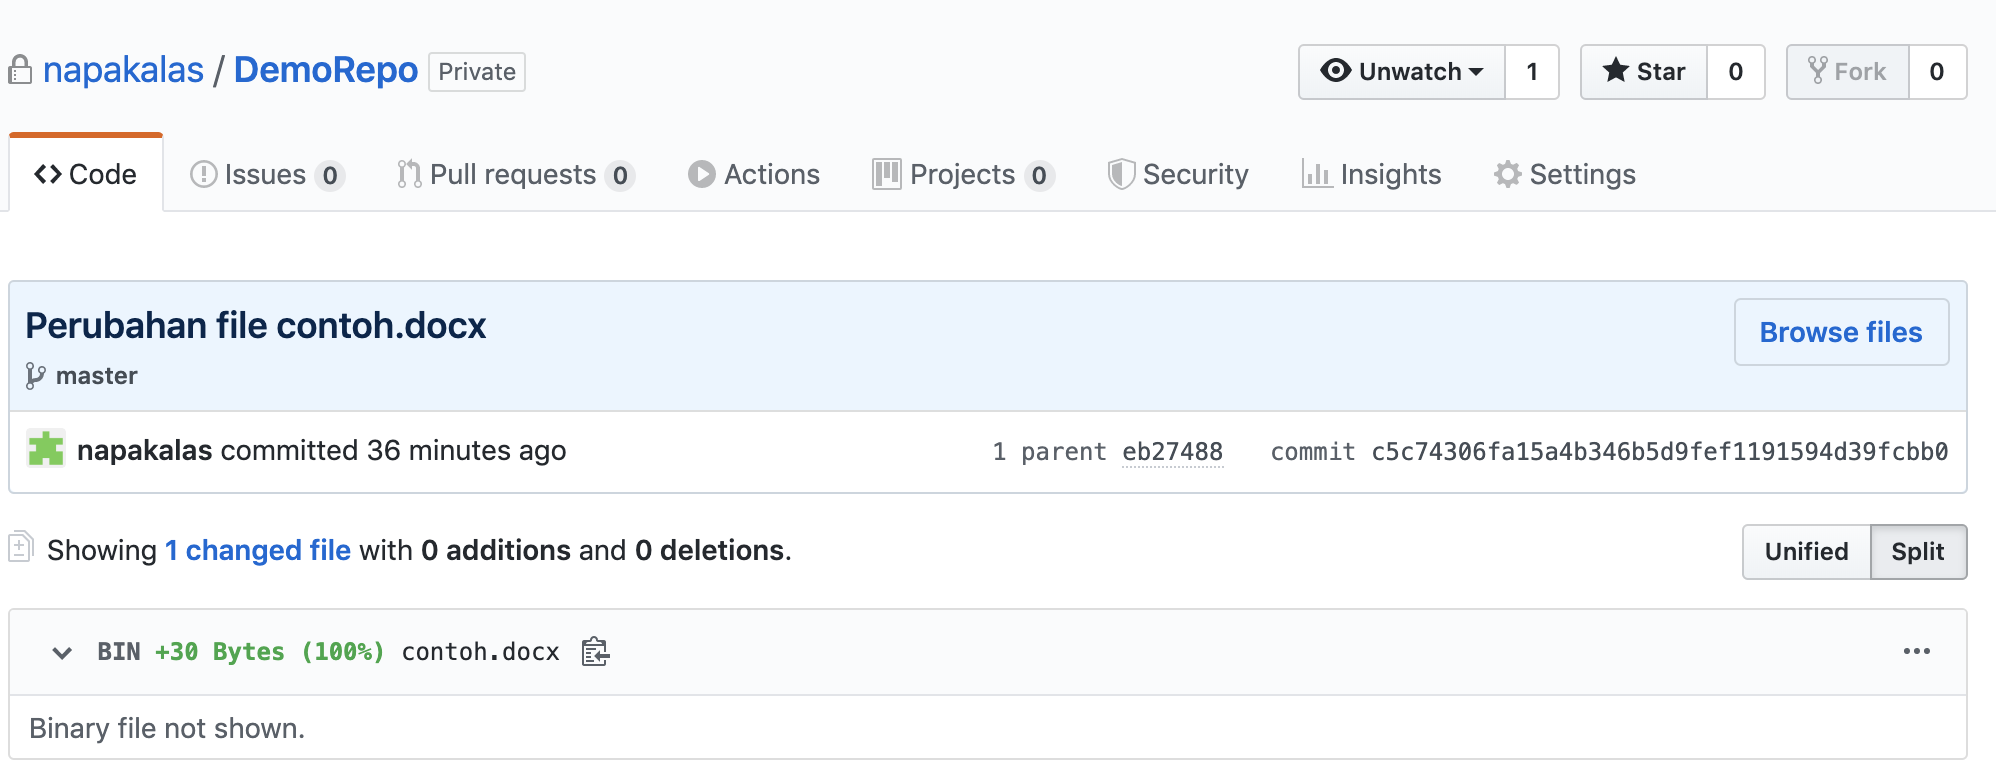 napakalas / DemoRepo Private Unwatch 1 Star 0 Fork 0
Code Issues 0 Pull requests 0 Actions Projects 0 Security Insights Settings
Perubahan file contoh.docx
Browse files
master
napakalas committed 36 minutes ago 1 parent eb27488 commit c5c74306fa15a4b346b5d9fef1191594d39fcbb0
Showing 1 changed file with 0 additions and 0 deletions. Unified Split
BIN +30 Bytes (100%) contoh.docx
Binary file not shown.